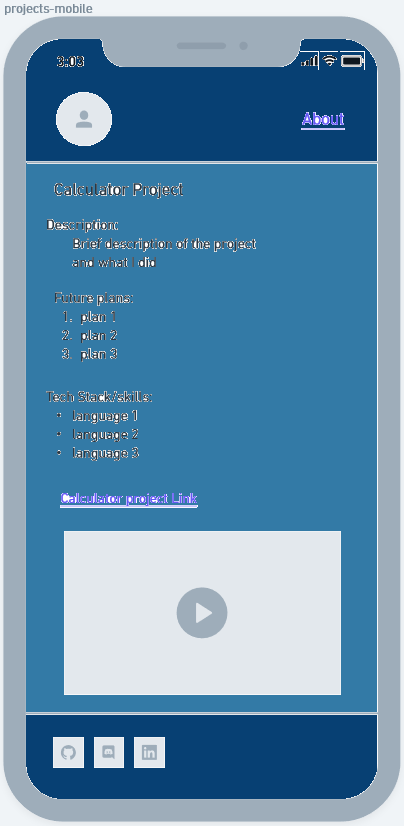 projects-mobile
3:03
About
Calculator Project
Description:
Brief description of the project
and what I did
Future plans:
1. plan 1
2. plan 2
3. plan 3
Tech Stack/skills:
• language 1
• language 2
• language 3
Calculator project Link
in